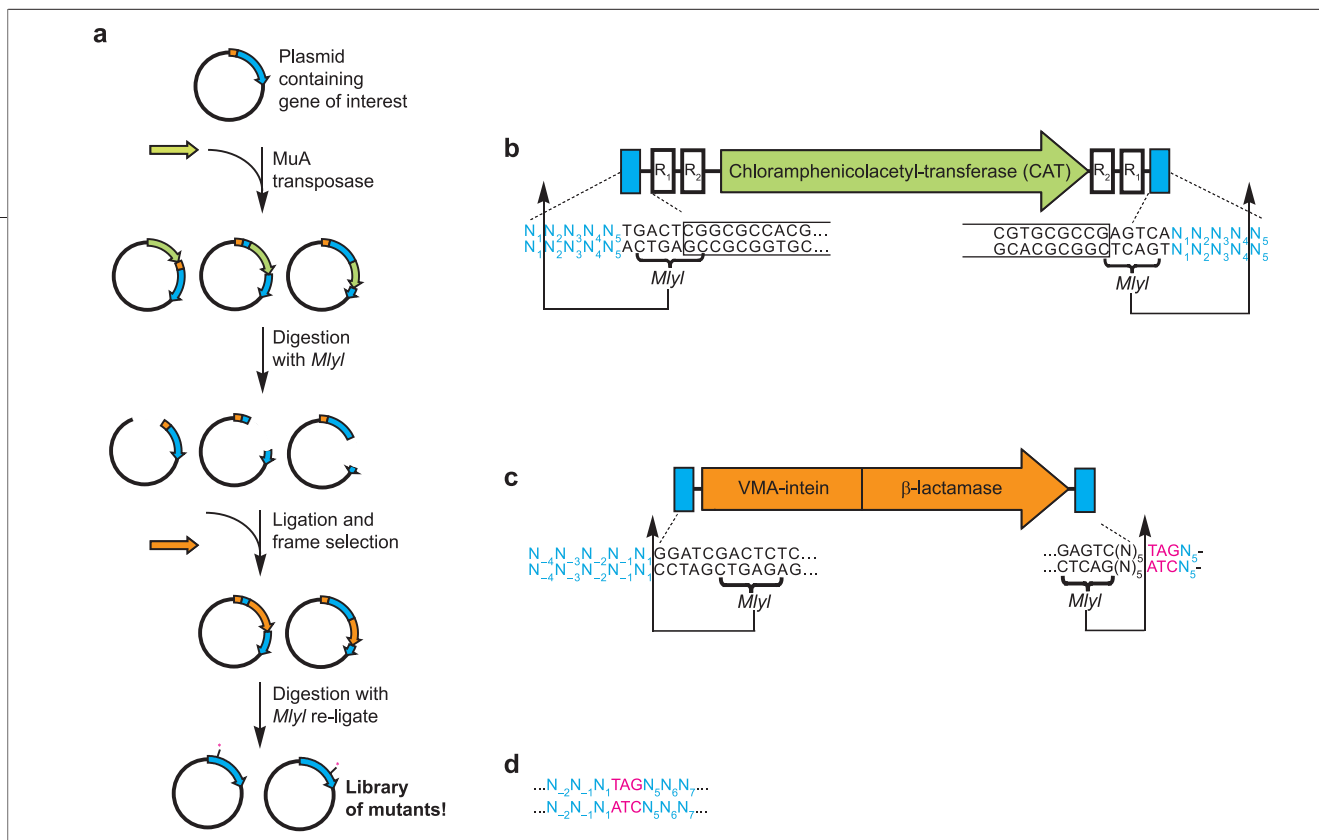 a
Plasmid
containing
gene of interest
MuA
transposase
Digestion
with MlyI
Ligation and
frame selection
Digestion with
MlyI re-ligate
Library
of mutants!
b
R1 R2 Chloramphenicolacetyl-transferase (CAT) R2 R1
N1N2N3N4N5TGACTCGGCGCCACG...
N1N2N3N4N5ACTGAGCCGCGGTGC...
MlyI
CGTGCGCCGAGTCAN1N2N3N4N5
GCACGCGGCTCAGTN1N2N3N4N5
MlyI
c
VMA-intein β-lactamase
N-4N-3N-2N-1N1GGATCGACTCTC...
N-4N-3N-2N-1N1CCTAGCTGAGAG...
MlyI
...GAGTC(N)5TAGN5-
...CTCAG(N)5ATCN5-
MlyI
d
...N-2N-1N1TAGN5N6N7...
...N-2N-1N1ATCN5N6N7...